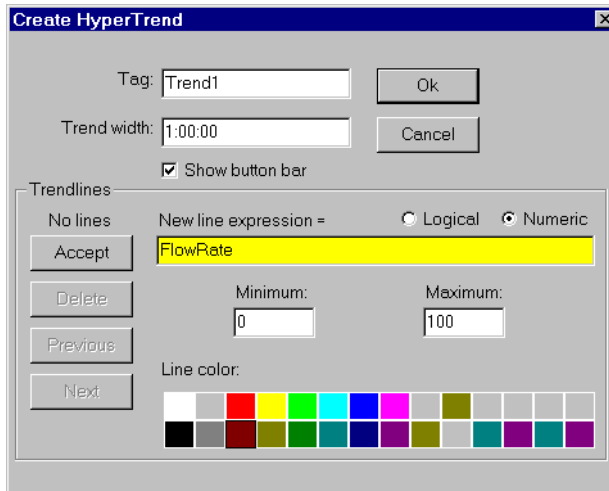 Create HyperTrend
Tag: Trend1 Ok
Trend width: 1:00:00 Cancel
Show button bar
Trendlines
No lines New line expression = Logical Numeric
Accept FlowRate
Delete Minimum: Maximum:
0 100
Previous
Line color:
Next